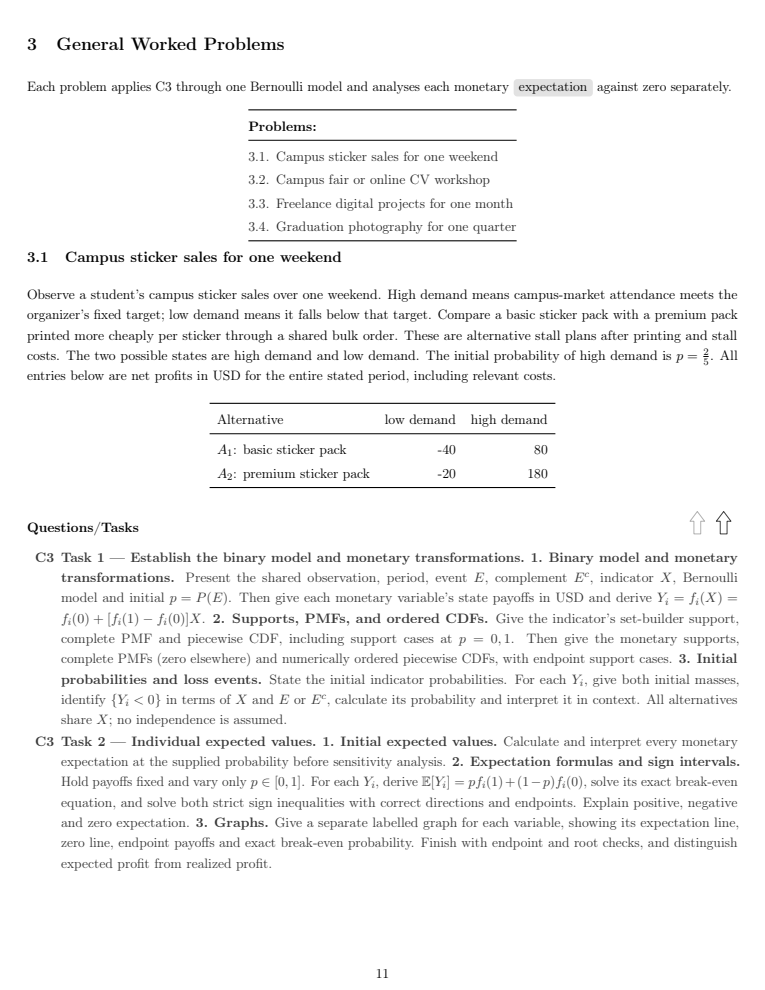 3 General Worked Problems
Each problem applies C3 through one Bernoulli model and analyses each monetary expectation against zero separately.
Problems:
3.1. Campus sticker sales for one weekend
3.2. Campus fair or online CV workshop
3.3. Freelance digital projects for one month
3.4. Graduation photography for one quarter
3.1 Campus sticker sales for one weekend
Observe a student's campus sticker sales over one weekend. High demand means campus-market attendance meets the
organizer's fixed target; low demand means it falls below that target. Compare a basic sticker pack with a premium pack
printed more cheaply per sticker through a shared bulk order. These are alternative stall plans after printing and stall
costs. The two possible states are high demand and low demand. The initial probability of high demand is p = 2/5. All
entries below are net profits in USD for the entire stated period, including relevant costs.
Alternative low demand high demand
A₁: basic sticker pack -40 80
A₂: premium sticker pack -20 180
Questions/Tasks
C3 Task 1 — Establish the binary model and monetary transformations. 1. Binary model and monetary
transformations. Present the shared observation, period, event E, complement Eᶜ, indicator X, Bernoulli
model and initial p = P(E). Then give each monetary variable's state payoffs in USD and derive Yᵢ = fᵢ(X) =
fᵢ(0) + [fᵢ(1) − fᵢ(0)]X. 2. Supports, PMFs, and ordered CDFs. Give the indicator's set-builder support,
complete PMF and piecewise CDF, including support cases at p = 0, 1. Then give the monetary supports,
complete PMFs (zero elsewhere) and numerically ordered piecewise CDFs, with endpoint support cases. 3. Initial
probabilities and loss events. State the initial indicator probabilities. For each Yᵢ, give both initial masses,
identify {Yᵢ < 0} in terms of X and E or Eᶜ, calculate its probability and interpret it in context. All alternatives
share X; no independence is assumed.
C3 Task 2 — Individual expected values. 1. Initial expected values. Calculate and interpret every monetary
expectation at the supplied probability before sensitivity analysis. 2. Expectation formulas and sign intervals.
Hold payoffs fixed and vary only p ∈ [0, 1]. For each Yᵢ, derive 𝔼[Yᵢ] = pfᵢ(1)+(1−p)fᵢ(0), solve its exact break-even
equation, and solve both strict sign inequalities with correct directions and endpoints. Explain positive, negative
and zero expectation. 3. Graphs. Give a separate labelled graph for each variable, showing its expectation line,
zero line, endpoint payoffs and exact break-even probability. Finish with endpoint and root checks, and distinguish
expected profit from realized profit.
11